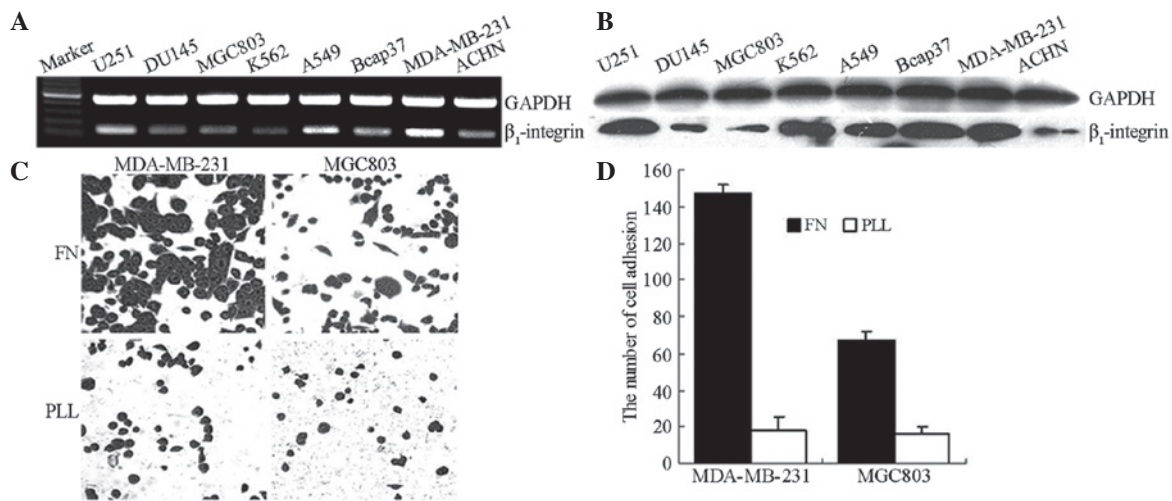 A
Marker U251 DU145 MGC803 K562 A549 Bcap37 MDA-MB-231 ACHN
GAPDH
β₁-integrin
B
U251 DU145 MGC803 K562 A549 Bcap37 MDA-MB-231 ACHN
GAPDH
β₁-integrin
C
MDA-MB-231 MGC803
FN
PLL
D
The number of cell adhesion
160
140
120
100
80
60
40
20
0
FN PLL
MDA-MB-231 MGC803